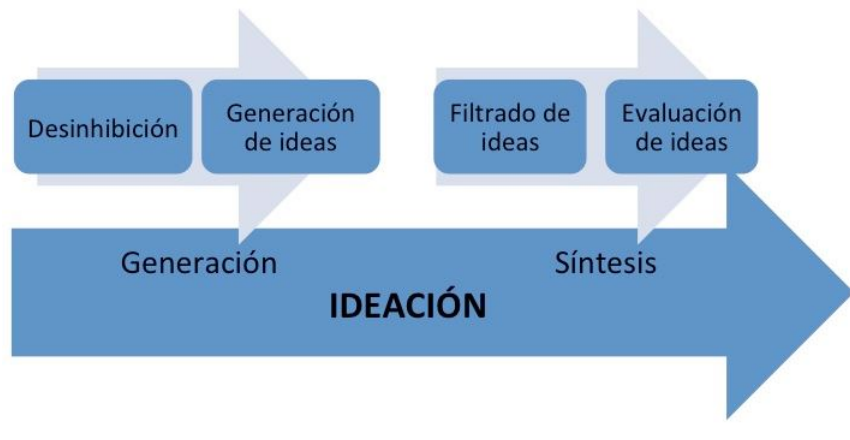 Desinhibición
Generación
de ideas
Filtrado de
ideas
Evaluación
de ideas
Generación
Síntesis
IDEACIÓN